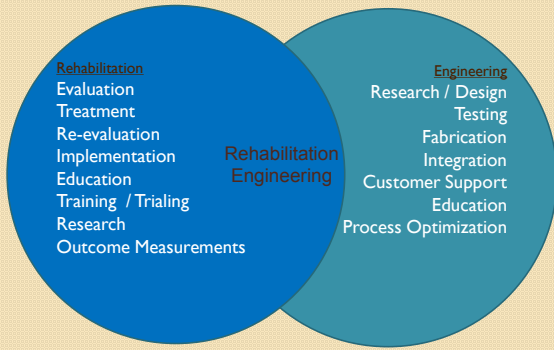 Rehabilitation
Evaluation
Treatment
Re-evaluation
Implementation
Education
Training / Trialing
Research
Outcome Measurements
Rehabilitation
Engineering
Engineering
Research / Design
Testing
Fabrication
Integration
Customer Support
Education
Process Optimization